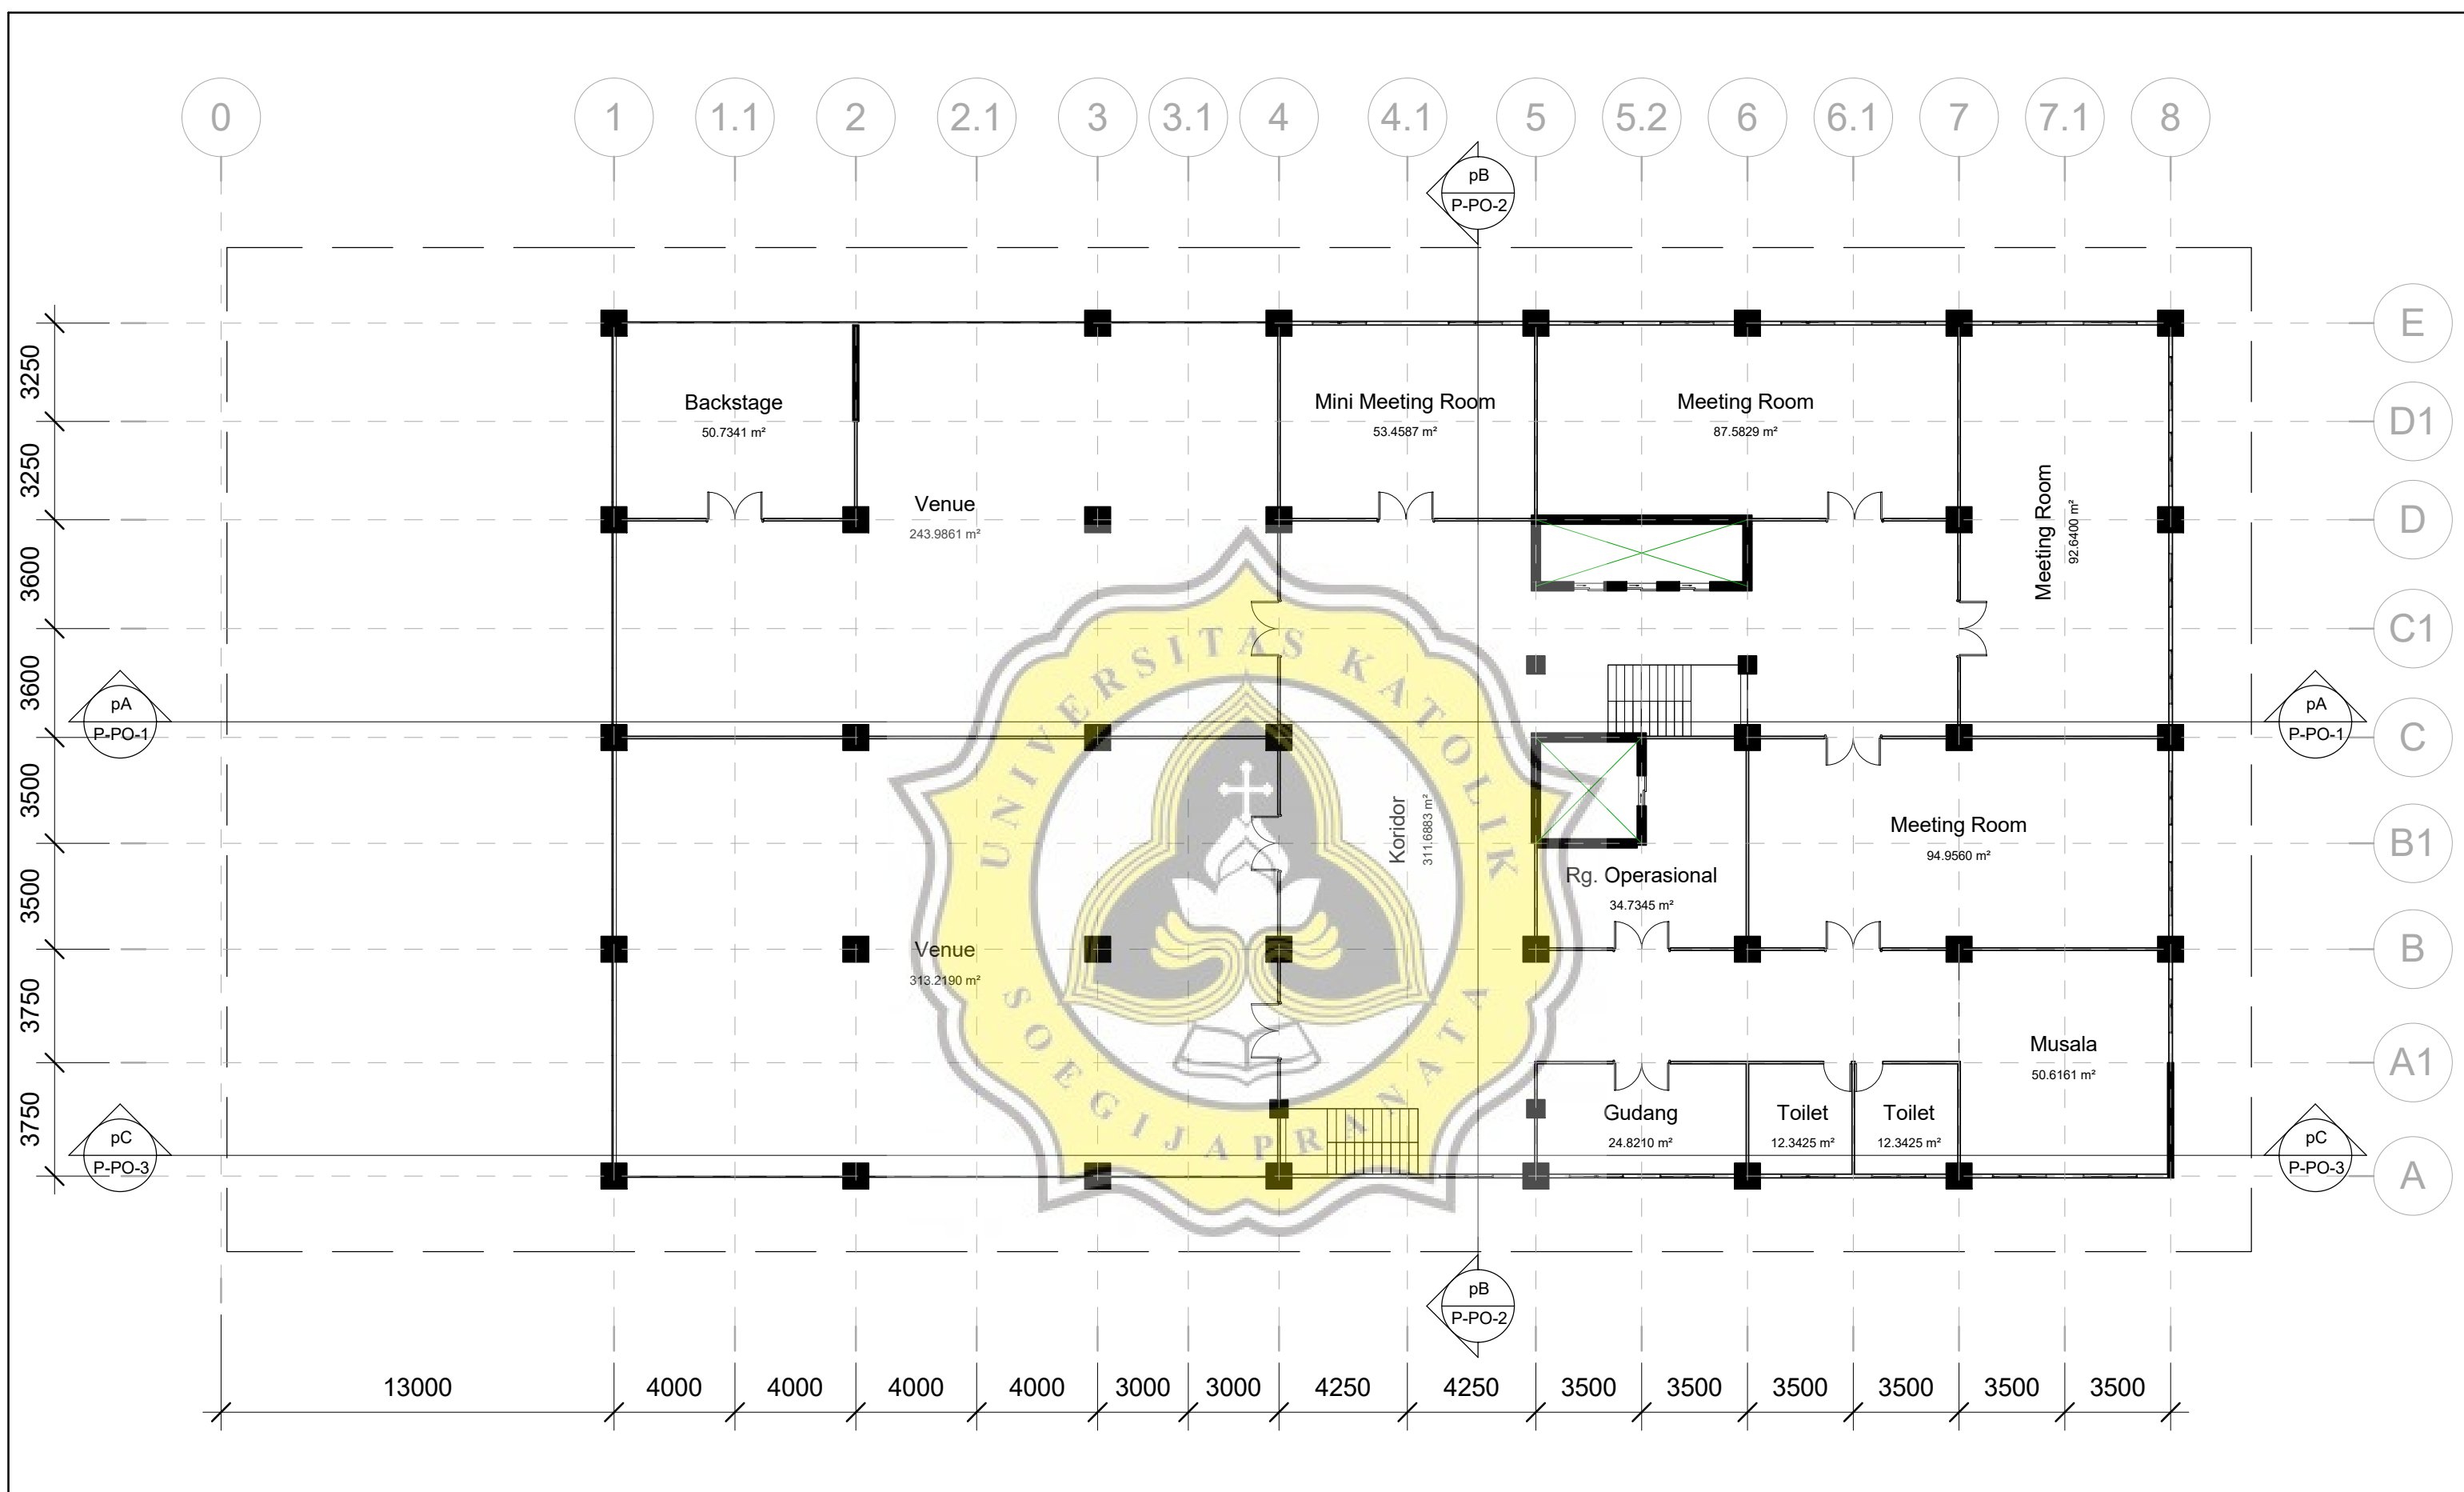 0 1 1.1 2 2.1 3 3.1 4 4.1 5 5.2 6 6.1 7 7.1 8
pB
P-PO-2
E
D1
D
C1
C
B1
B
A1
A
3250
3250
3600
3600
3500
3500
3750
3750
Backstage
50.7341 m²
Venue
243.9861 m²
Mini Meeting Room
53.4587 m²
Meeting Room
87.5829 m²
Meeting Room
92.6400 m²
pA
P-PO-1
pA
P-PO-1
Koridor
311.6883 m²
Meeting Room
94.9560 m²
Rg. Operasional
34.7345 m²
Venue
313.2190 m²
Musala
50.6161 m²
Gudang
24.8210 m²
Toilet
12.3425 m²
Toilet
12.3425 m²
pC
P-PO-3
pC
P-PO-3
UNIVERSITAS KATOLIK
SOEGIJAPRANATA
pB
P-PO-2
13000 4000 4000 4000 4000 3000 3000 4250 4250 3500 3500 3500 3500 3500 3500